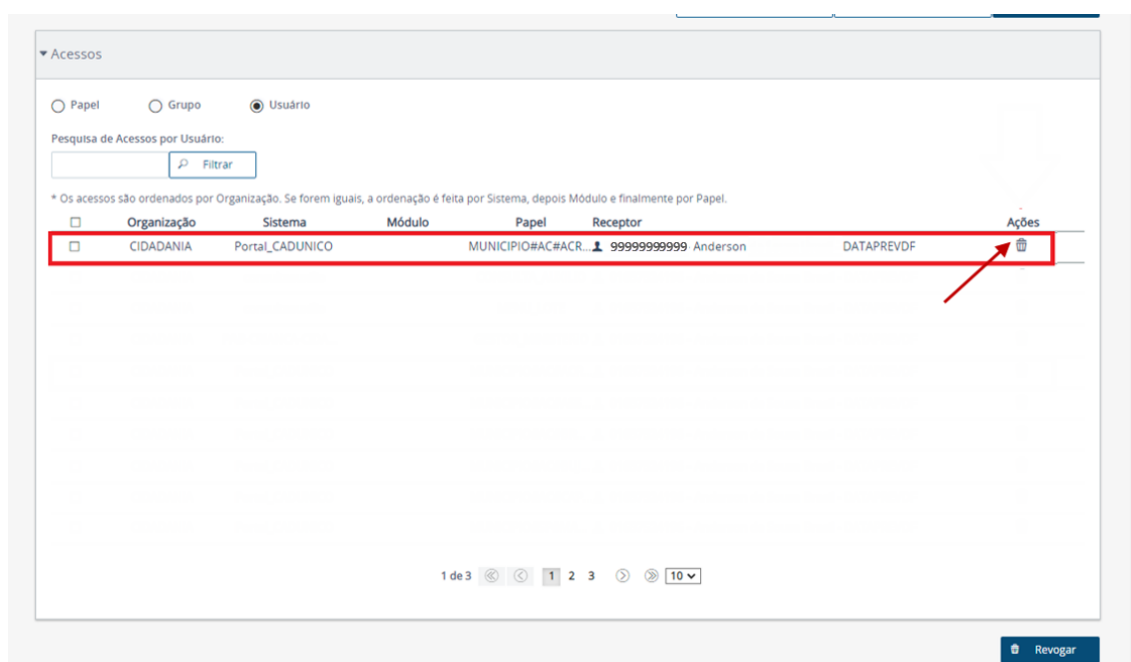 Acessos
Papel Grupo Usuário
Pesquisa de Acessos por Usuário:
Filtrar
* Os acessos são ordenados por Organização. Se forem iguais, a ordenação é feita por Sistema, depois Módulo e finalmente por Papel.
Organização Sistema Módulo Papel Receptor Ações
CIDADANIA Portal_CADUNICO MUNICIPIO#AC#ACR... 99999999999 Anderson DATAPREVDF
1 de 3 1 2 3 10
Revogar